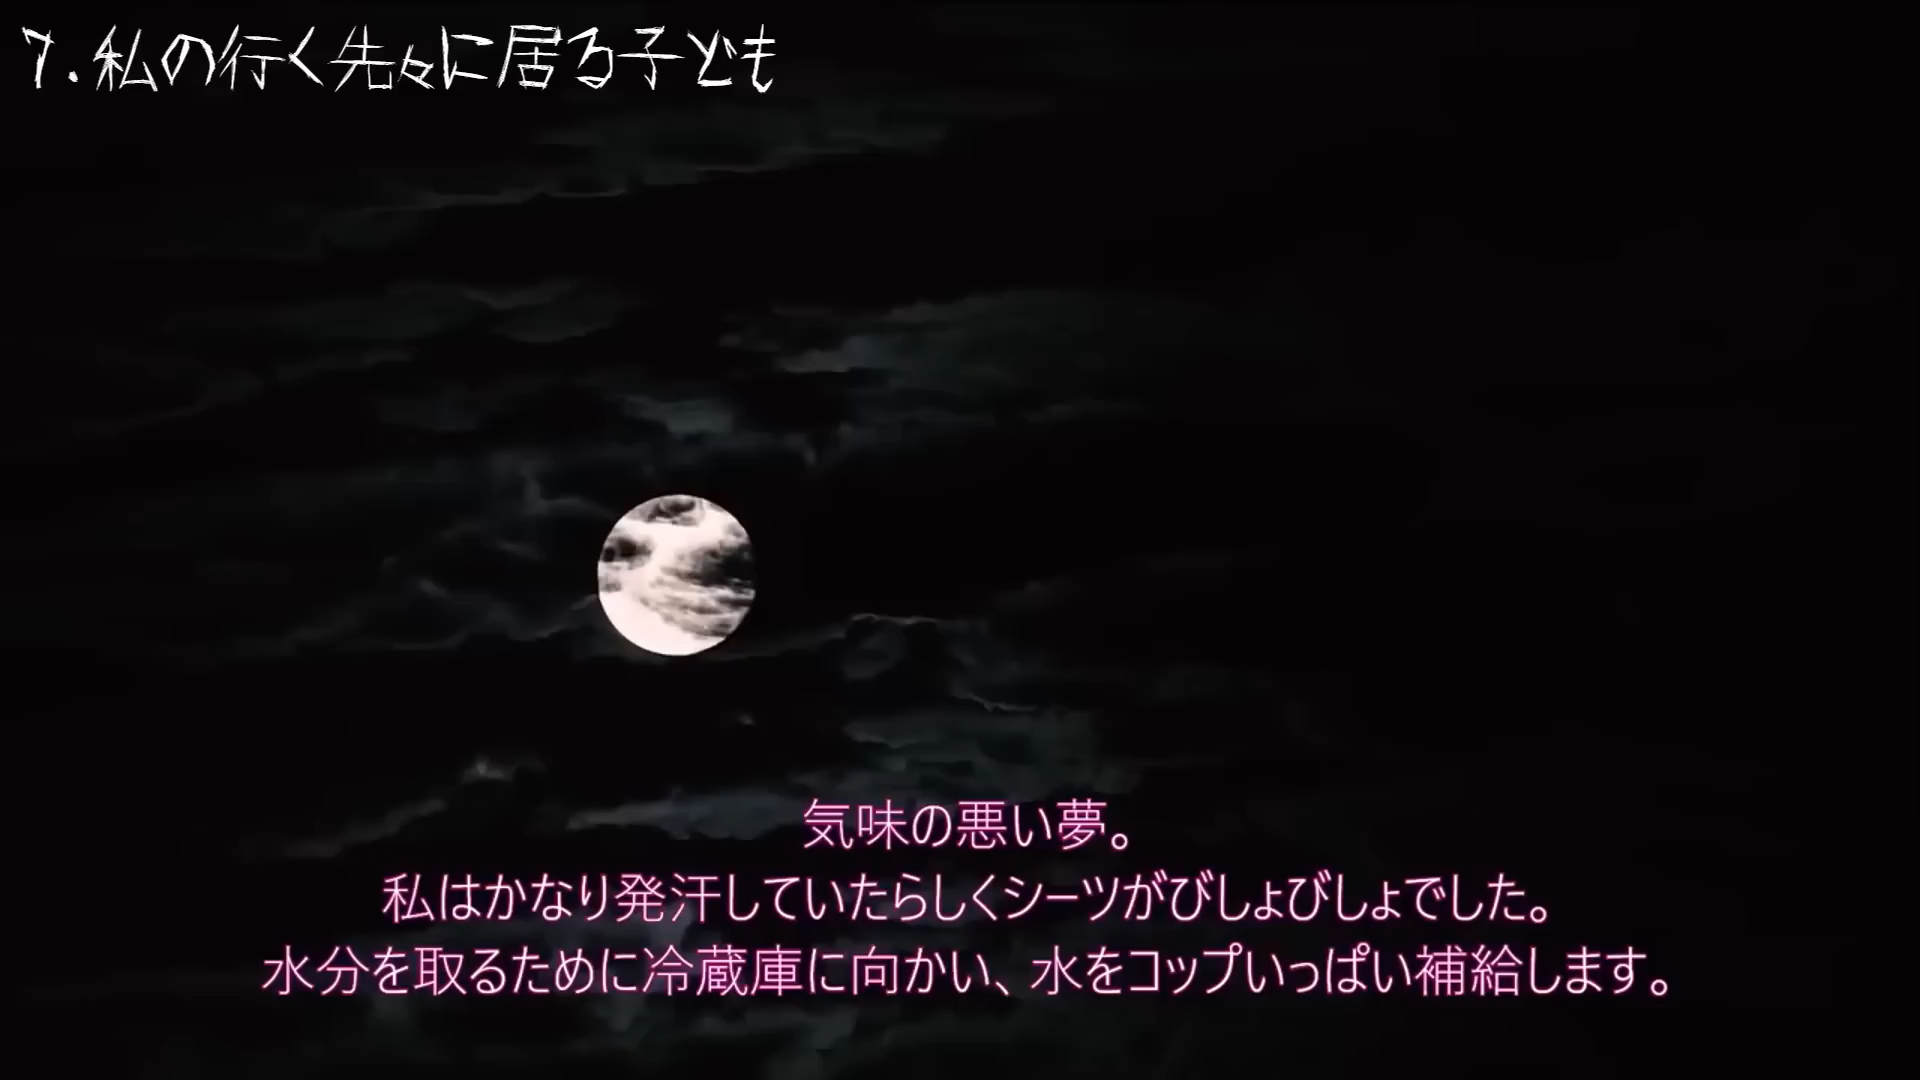 7.私の行く先々に居る子ども
気味の悪い夢。
私はかなり発汗していたらしくシーツがびしょびしょでした。
水分を取るために冷蔵庫に向かい、水をコップいっぱい補給します。